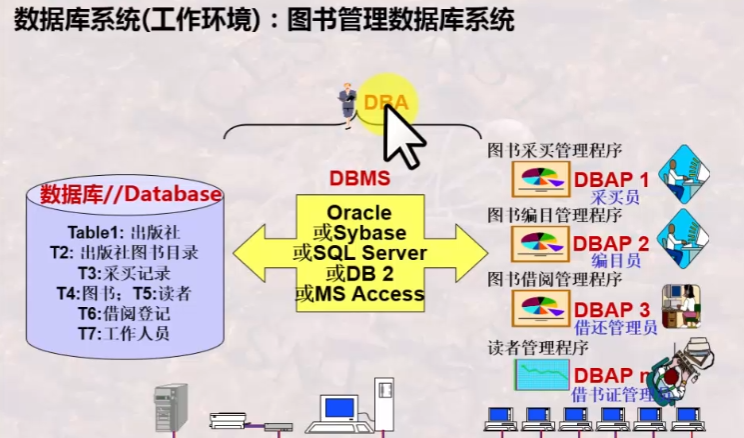 数据库系统(工作环境)：图书管理数据库系统
DBA
数据库//Database
Table1: 出版社
T2: 出版社图书目录
T3:采买记录
T4:图书；T5:读者
T6:借阅登记
T7:工作人员
DBMS
Oracle
或Sybase
或SQL Server
或DB 2
或MS Access
图书采买管理程序
DBAP 1
采买员
图书编目管理程序
DBAP 2
编目员
图书借阅管理程序
DBAP 3
借还管理员
读者管理程序
DBAP n
借书证管理员